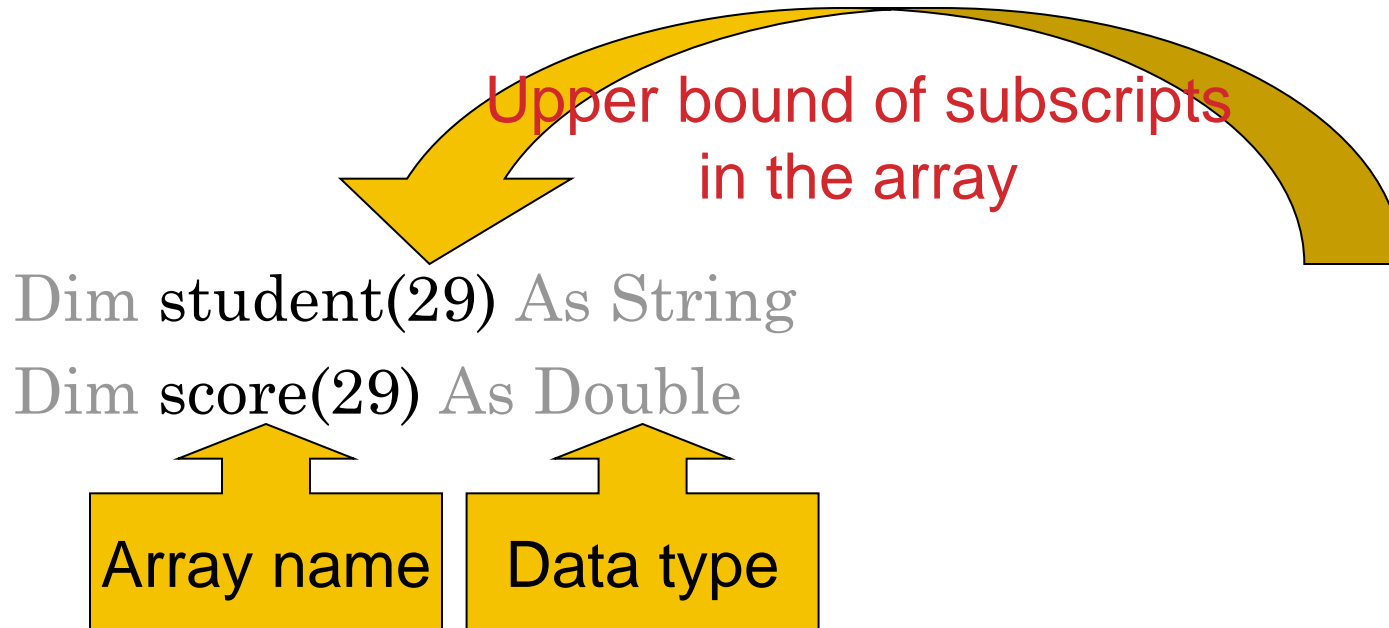 Upper bound of subscripts
in the array
Dim student(29) As String
Dim score(29) As Double
Array name
Data type